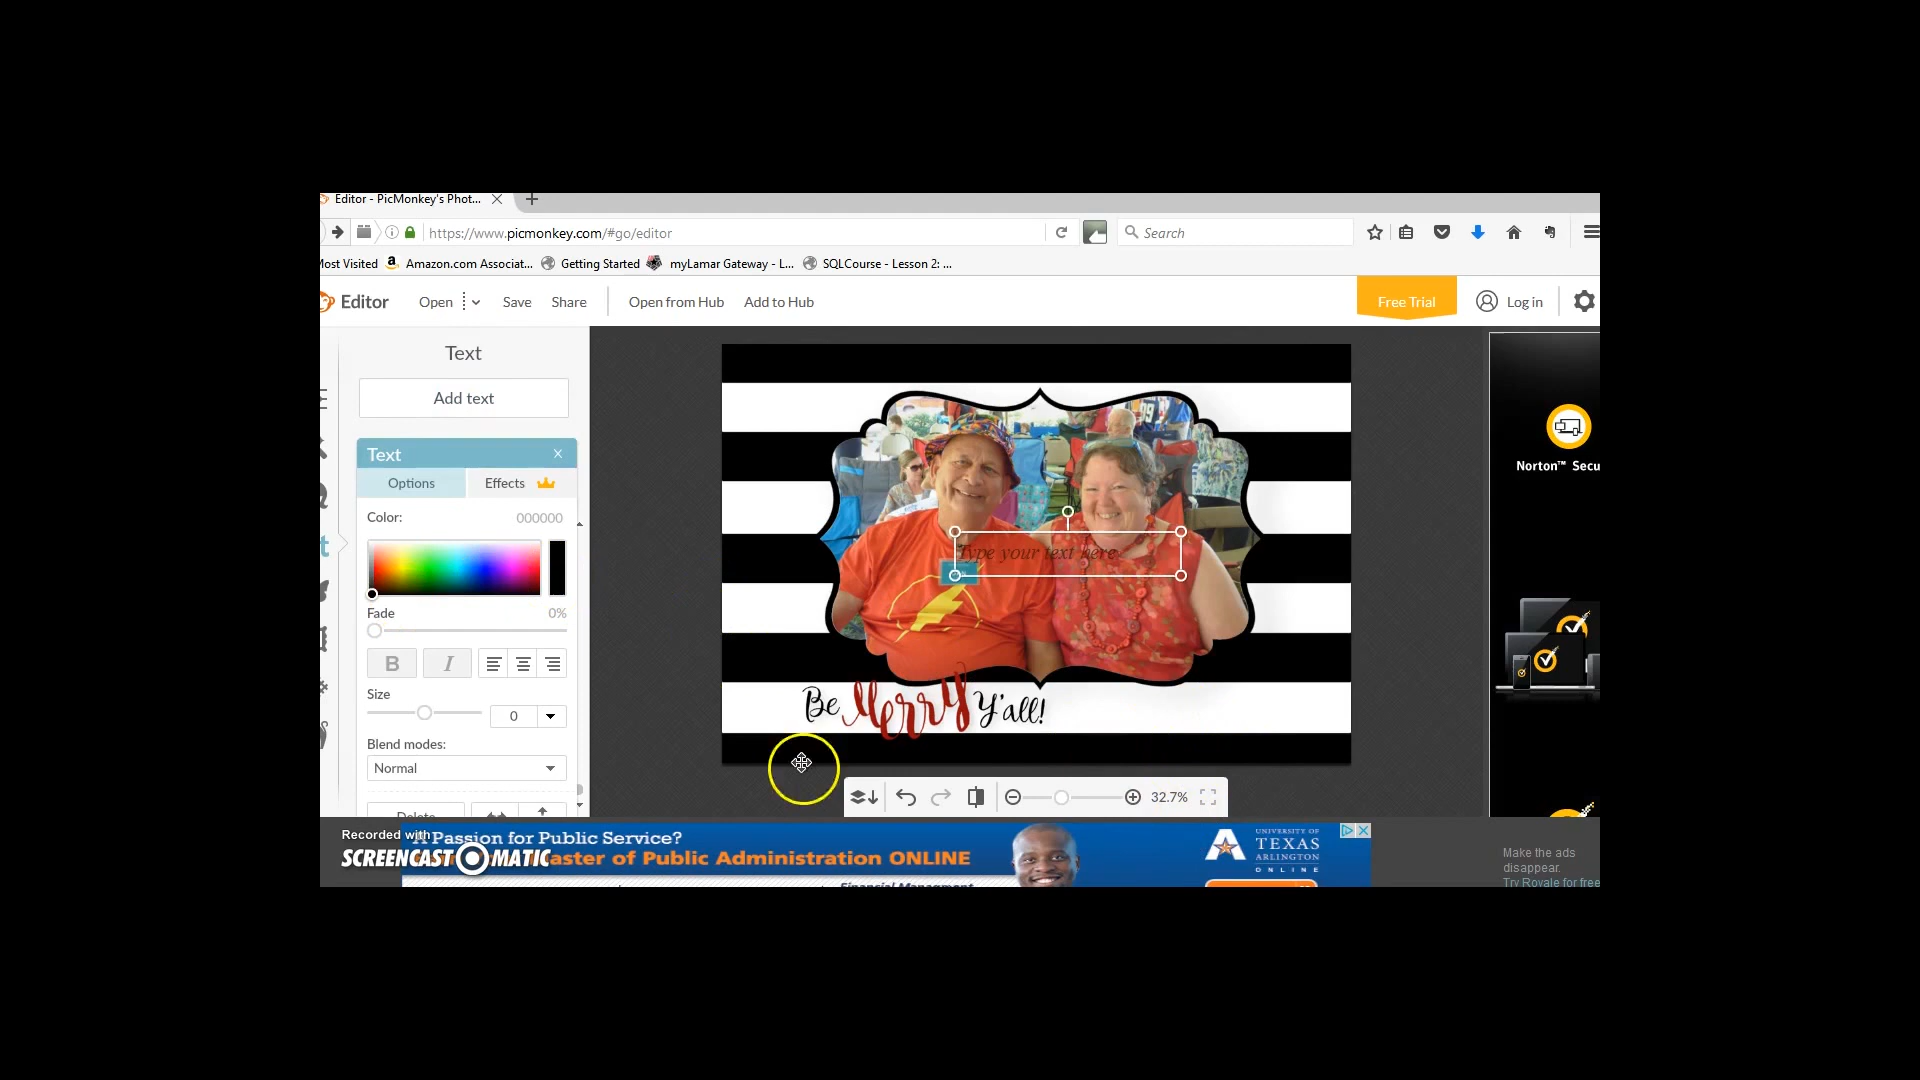 Editor - PicMonkey's Phot...
https://www.picmonkey.com/#go/editor
Search
Most Visited
Amazon.com Associat...
Getting Started
myLamar Gateway - L...
SQLCourse - Lesson 2: ...
Editor
Open
Save
Share
Open from Hub
Add to Hub
Free Trial
Log in
Text
Add text
Text
Options
Effects
Color:
000000
Fade
0%
B
I
Size
0
Blend modes:
Normal
Delete
Type your text here
Be Merry Y'all!
32.7%
Norton™ Secu
Recorded with
SCREENCAST-O-MATIC
A Passion for Public Service?
Master of Public Administration ONLINE
Financial Managment
UNIVERSITY OF
TEXAS
ARLINGTON
ONLINE
Make the ads
disappear.
Try Royale for free